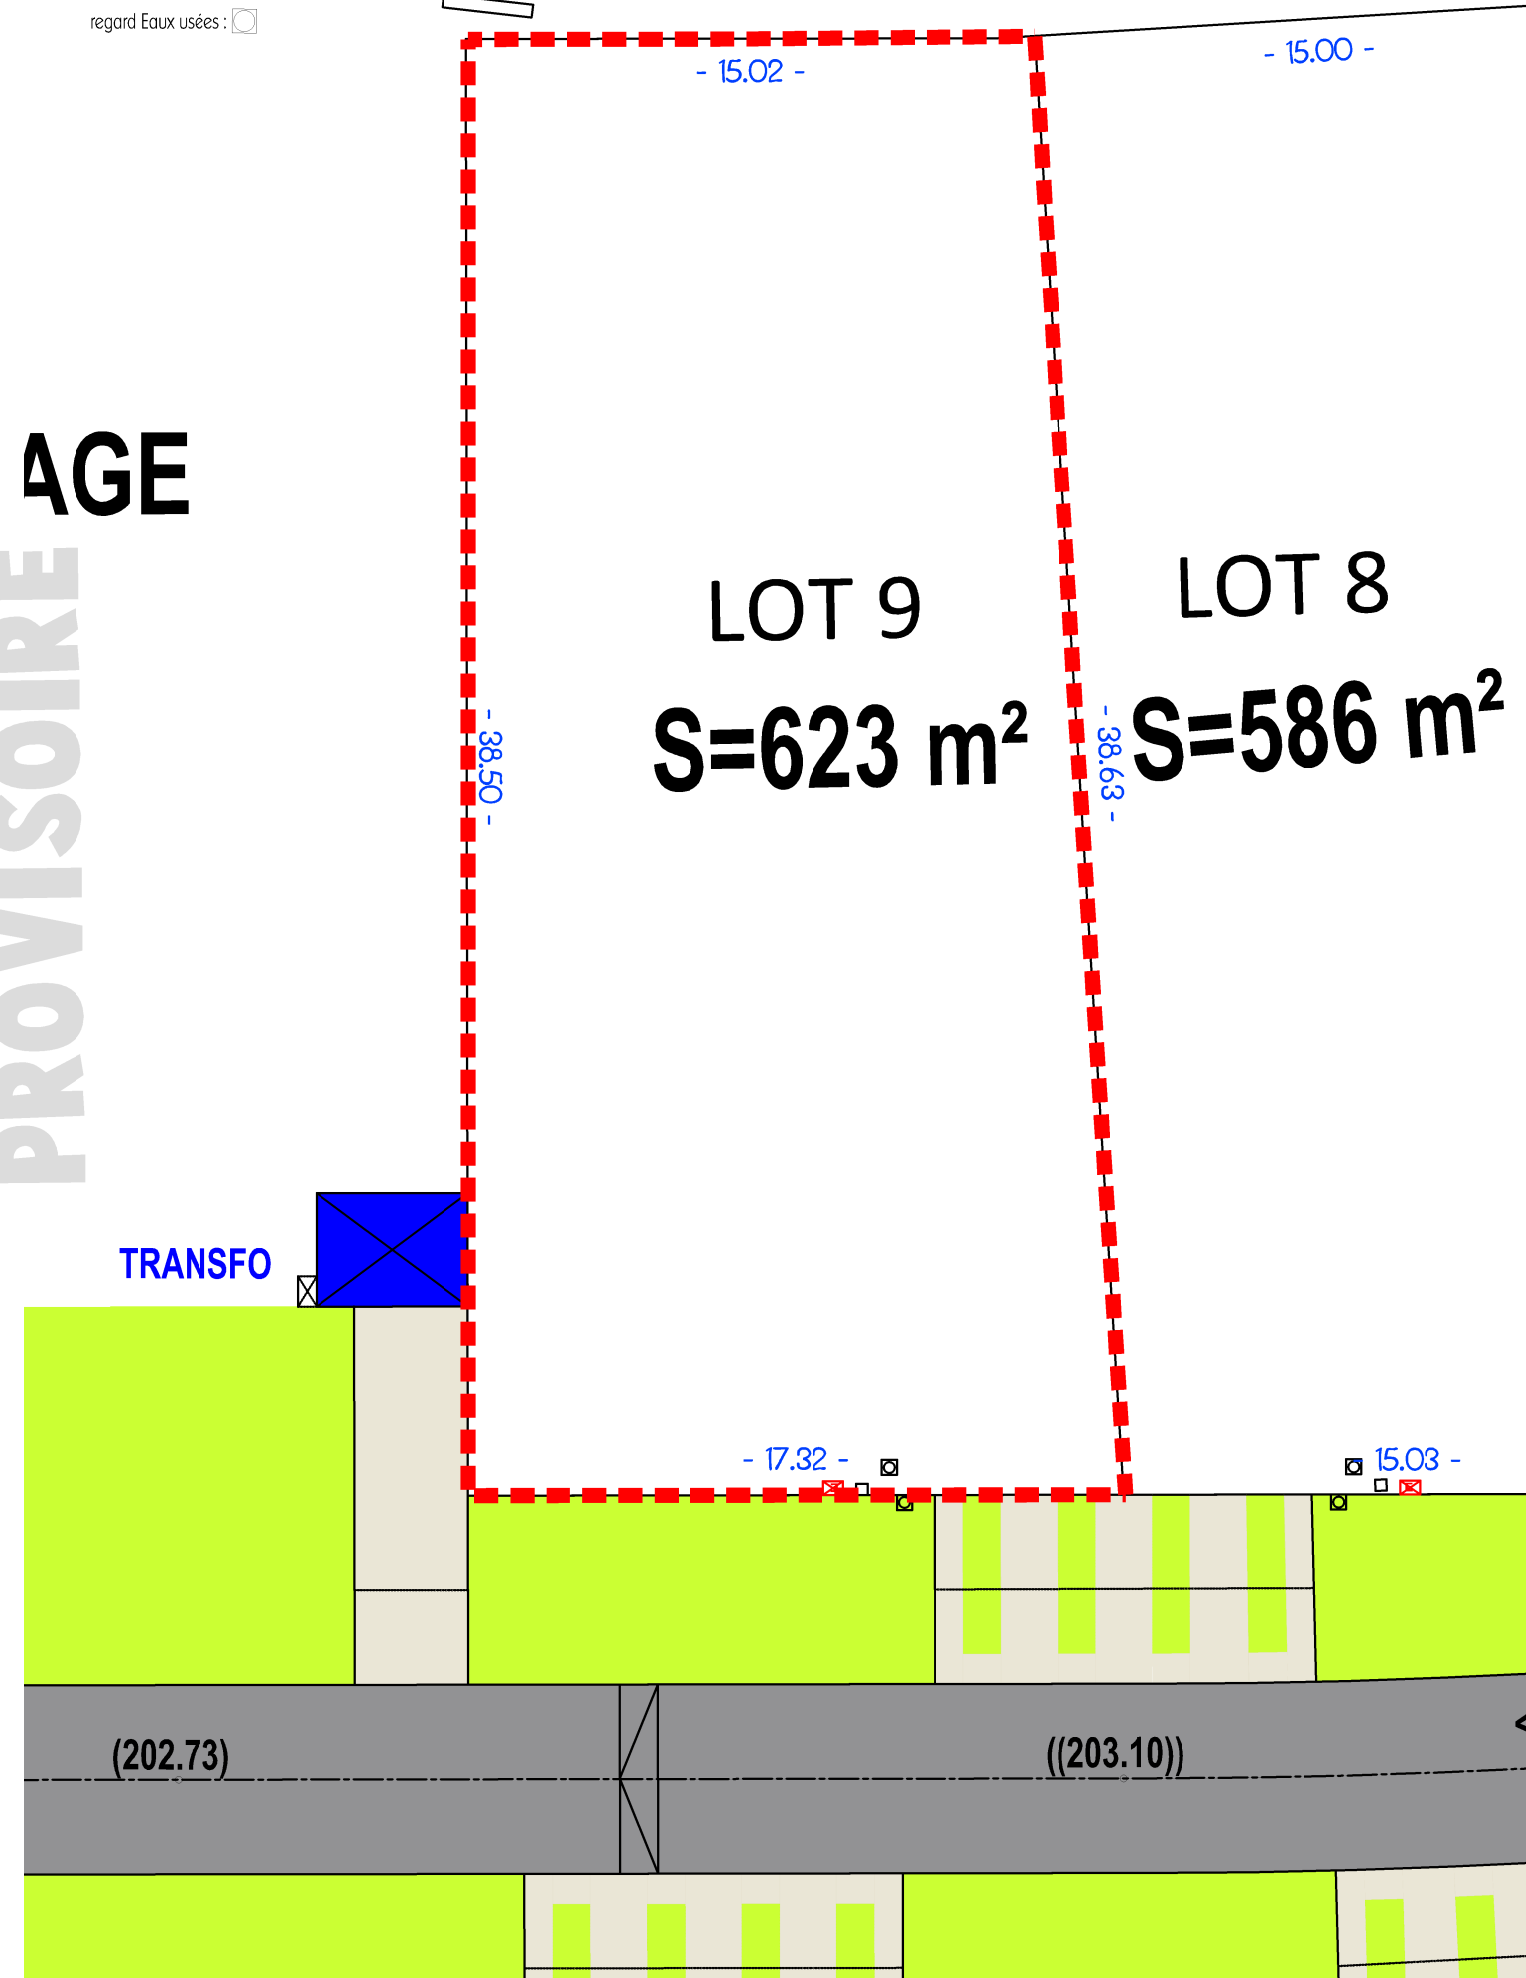 regard Eaux usées :
- 15.02 -
- 15.00 -
AGE
PROVISOIRE
LOT 9
S=623 m²
LOT 8
S=586 m²
- 38.50 -
- 38.63 -
TRANSFO
- 17.32 -
15.03 -
(202.73)
((203.10))